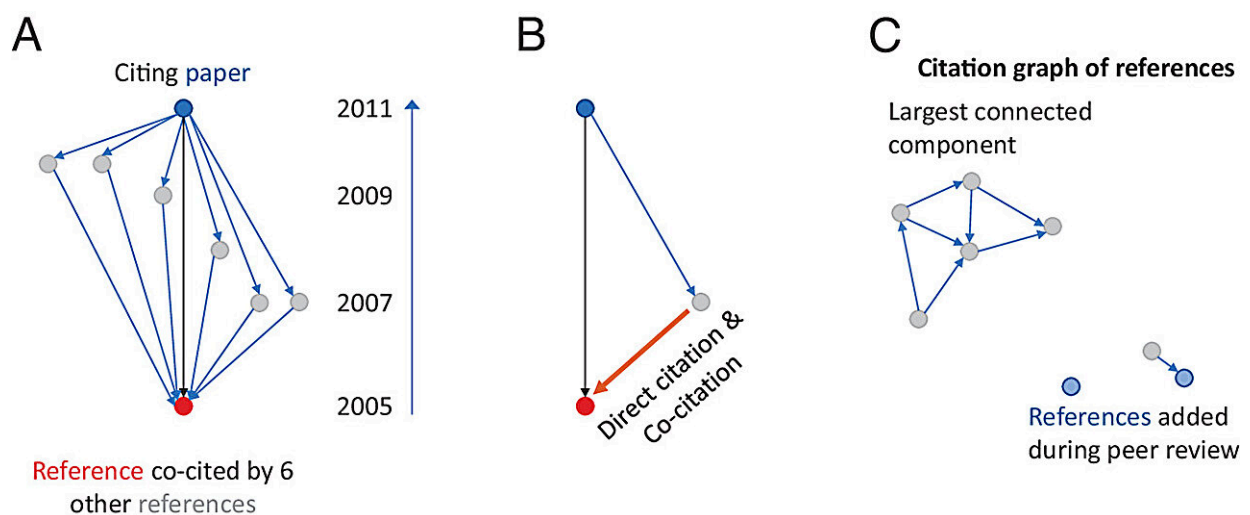 A
Citing paper
2011
2009
2007
2005
Reference co-cited by 6
other references
B
Direct citation &
Co-citation
C
Citation graph of references
Largest connected
component
References added
during peer review